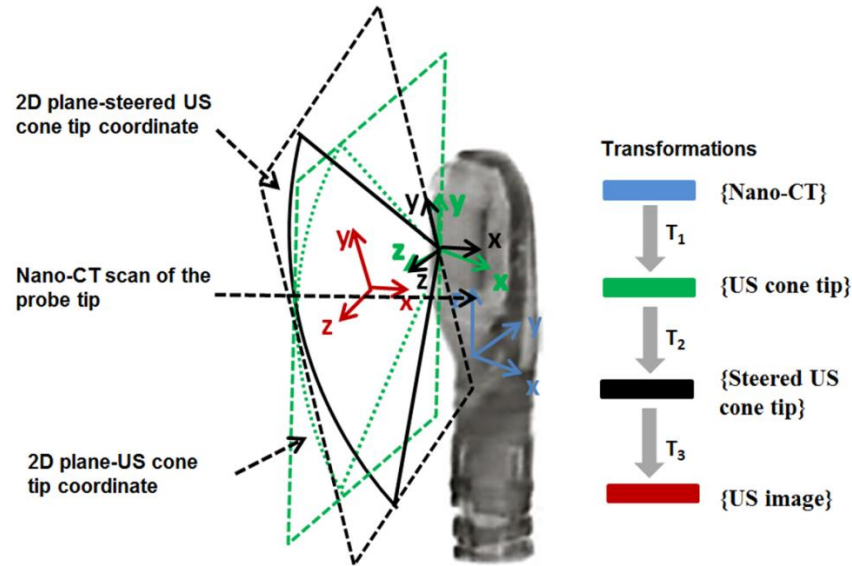 2D plane-steered US
cone tip coordinate
Nano-CT scan of the
probe tip
2D plane-US cone
tip coordinate
y
y
z
z
x
x
y
z
x
z
y
x
Transformations
{Nano-CT}
T1
{US cone tip}
T2
{Steered US
cone tip}
T3
{US image}